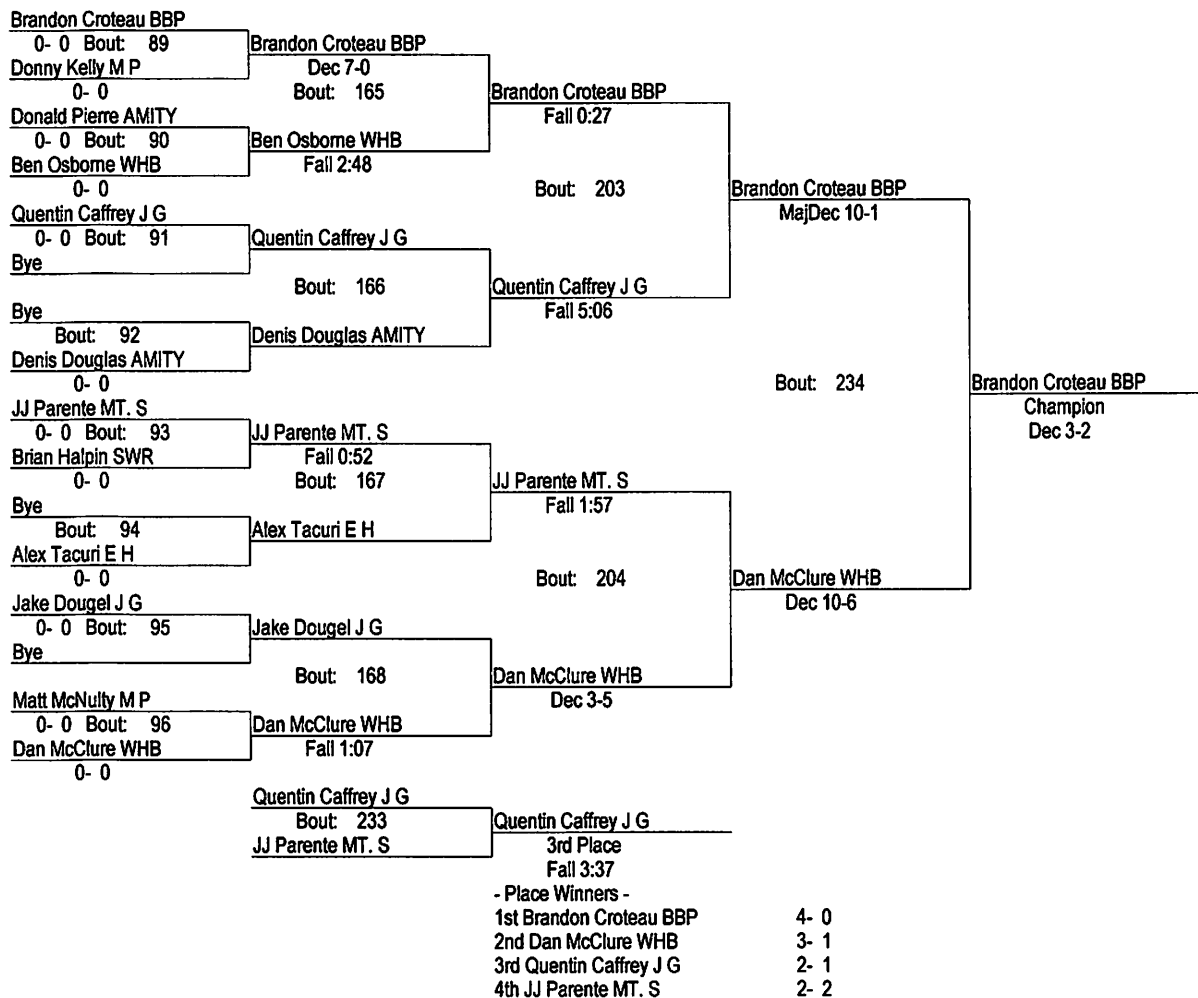 Brandon Croteau BBP
0- 0 Bout: 89
Donny Kelly M P
0- 0
Donald Pierre AMITY
0- 0 Bout: 90
Ben Osborne WHB
0- 0
Quentin Caffrey J G
0- 0 Bout: 91
Bye
Bye
Bout: 92
Denis Douglas AMITY
0- 0
JJ Parente MT. S
0- 0 Bout: 93
Brian Halpin SWR
0- 0
Bye
Bout: 94
Alex Tacuri E H
0- 0
Jake Dougel J G
0- 0 Bout: 95
Bye
Matt McNulty M P
0- 0 Bout: 96
Dan McClure WHB
0- 0
Brandon Croteau BBP
Dec 7-0
Bout: 165
Ben Osborne WHB
Fall 2:48
Quentin Caffrey J G
Bout: 166
Denis Douglas AMITY
JJ Parente MT. S
Fall 0:52
Bout: 167
Alex Tacuri E H
Jake Dougel J G
Bout: 168
Dan McClure WHB
Fall 1:07
Brandon Croteau BBP
Fall 0:27
Bout: 203
Quentin Caffrey J G
Fall 5:06
JJ Parente MT. S
Fall 1:57
Bout: 204
Dan McClure WHB
Dec 3-5
Brandon Croteau BBP
MajDec 10-1
Bout: 234
Dan McClure WHB
Dec 10-6
Brandon Croteau BBP
Champion
Dec 3-2
Quentin Caffrey J G
Bout: 233
JJ Parente MT. S
Quentin Caffrey J G
3rd Place
Fall 3:37
- Place Winners -
1st Brandon Croteau BBP 4- 0
2nd Dan McClure WHB 3- 1
3rd Quentin Caffrey J G 2- 1
4th JJ Parente MT. S 2- 2